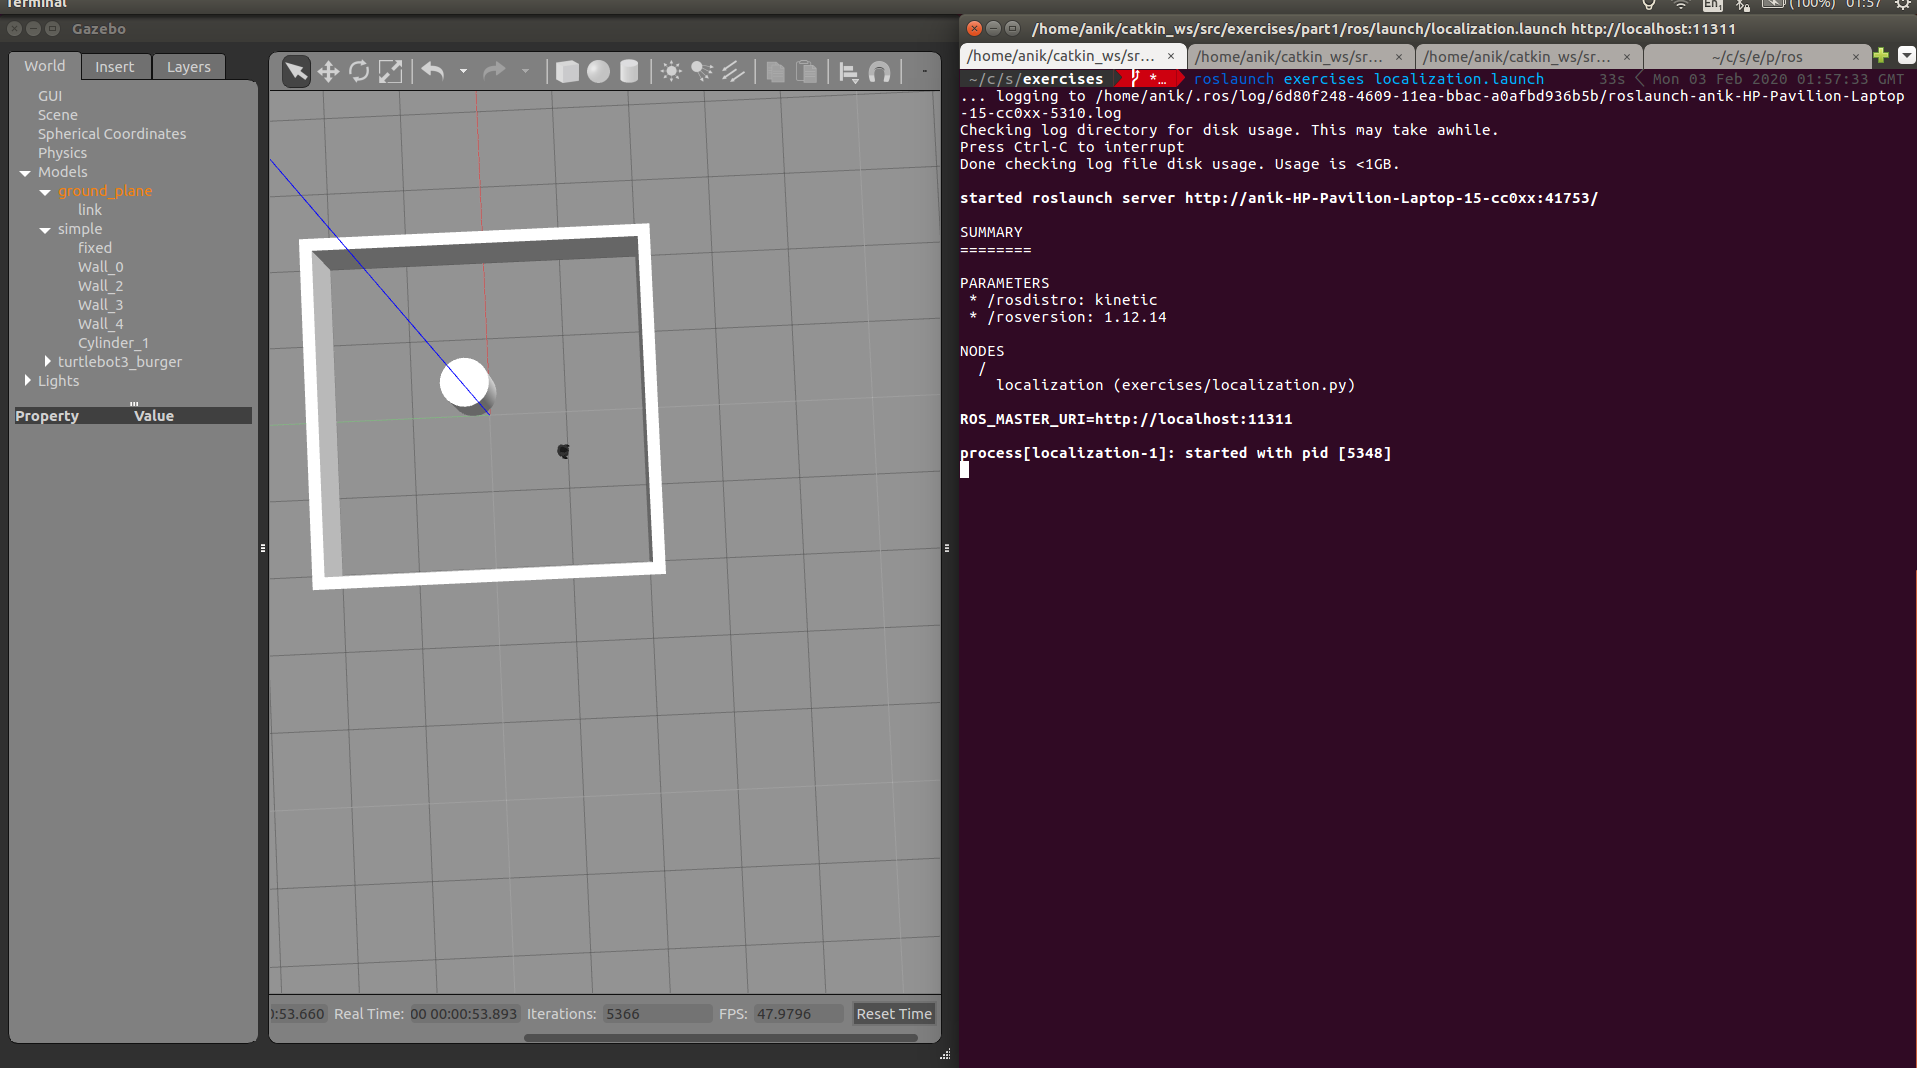 Terminal
En
(100%)
01:57
Gazebo
World
Insert
Layers
GUI
Scene
Spherical Coordinates
Physics
Models
ground_plane
link
simple
fixed
Wall_0
Wall_2
Wall_3
Wall_4
Cylinder_1
turtlebot3_burger
Lights
Property Value
0:53.660 Real Time: 00 00:00:53.893 Iterations: 5366 FPS: 47.9796 Reset Time
/home/anik/catkin_ws/src/exercises/part1/ros/launch/localization.launch http://localhost:11311
/home/anik/catkin_ws/sr... × /home/anik/catkin_ws/sr... × /home/anik/catkin_ws/sr... × ~/c/s/e/p/ros ×
~/c/s/exercises *… roslaunch exercises localization.launch 33s < Mon 03 Feb 2020 01:57:33 GMT
... logging to /home/anik/.ros/log/6d80f248-4609-11ea-bbac-a0afbd936b5b/roslaunch-anik-HP-Pavilion-Laptop
-15-cc0xx-5310.log
Checking log directory for disk usage. This may take awhile.
Press Ctrl-C to interrupt
Done checking log file disk usage. Usage is <1GB.
started roslaunch server http://anik-HP-Pavilion-Laptop-15-cc0xx:41753/
SUMMARY
========
PARAMETERS
* /rosdistro: kinetic
* /rosversion: 1.12.14
NODES
/
localization (exercises/localization.py)
ROS_MASTER_URI=http://localhost:11311
process[localization-1]: started with pid [5348]